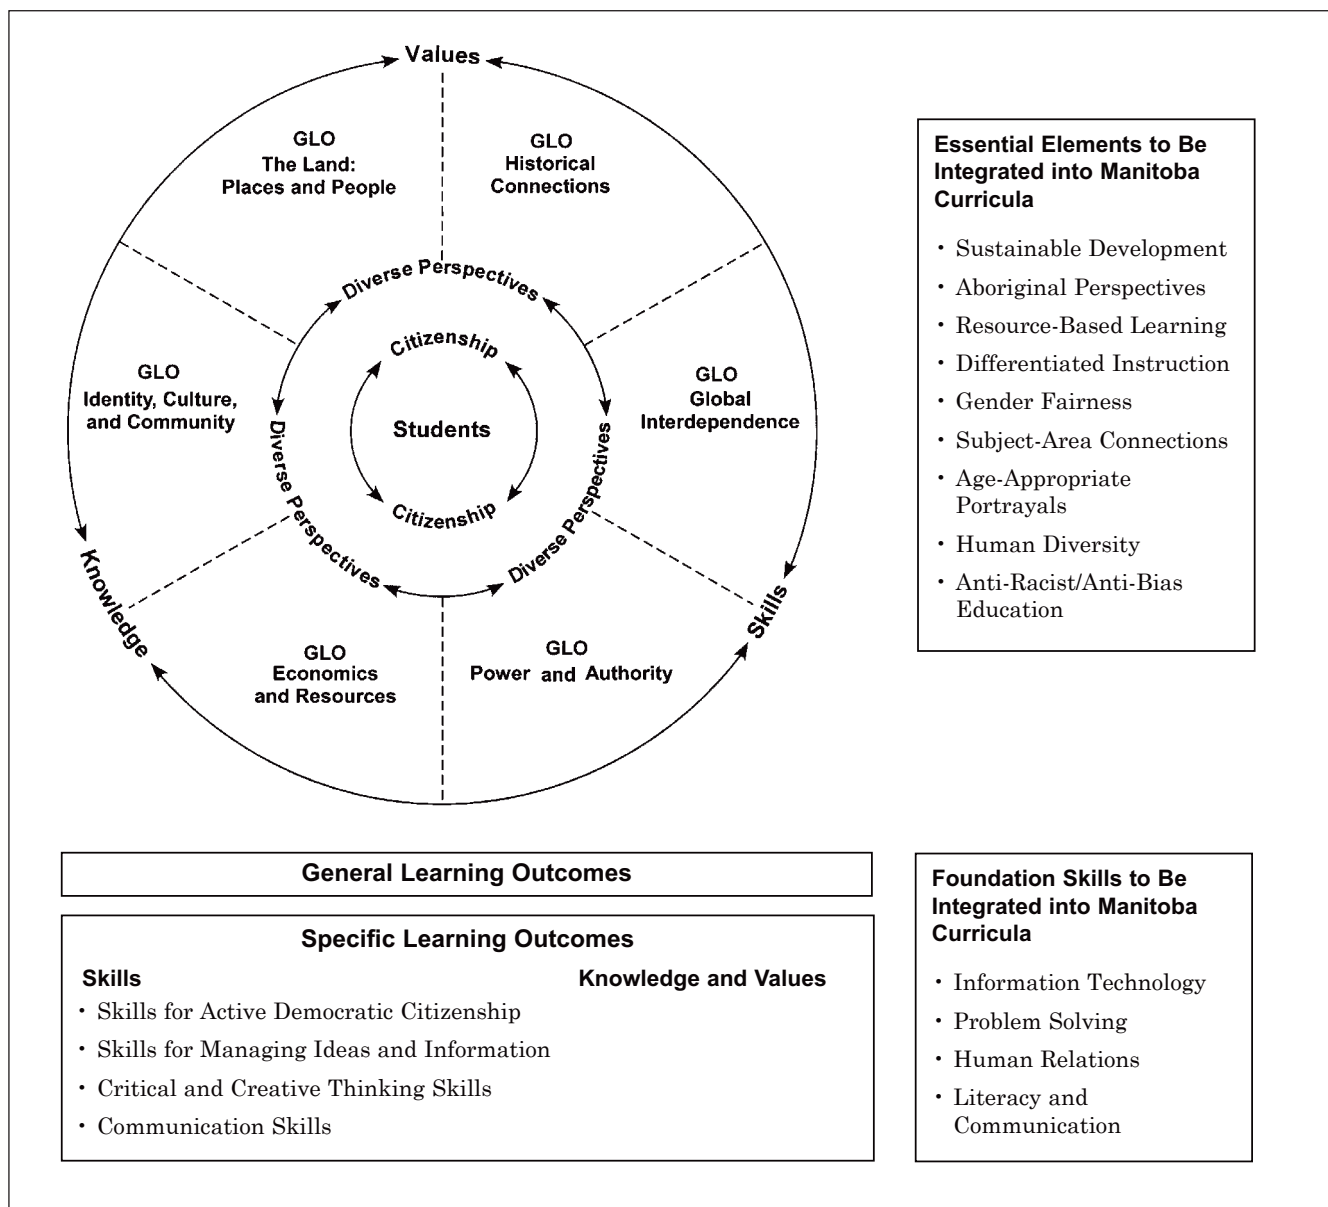 Values
GLO
The Land:
Places and People
GLO
Historical
Connections
GLO
Identity, Culture,
and Community
GLO
Global
Interdependence
Diverse Perspectives
Citizenship
Students
Citizenship
Diverse Perspectives
Diverse Perspectives
Knowledge
Skills
GLO
Economics
and Resources
GLO
Power and Authority
Essential Elements to Be
Integrated into Manitoba
Curricula
• Sustainable Development
• Aboriginal Perspectives
• Resource-Based Learning
• Differentiated Instruction
• Gender Fairness
• Subject-Area Connections
• Age-Appropriate
Portrayals
• Human Diversity
• Anti-Racist/Anti-Bias
Education
General Learning Outcomes
Specific Learning Outcomes
Skills
• Skills for Active Democratic Citizenship
• Skills for Managing Ideas and Information
• Critical and Creative Thinking Skills
• Communication Skills
Knowledge and Values
Foundation Skills to Be
Integrated into Manitoba
Curricula
• Information Technology
• Problem Solving
• Human Relations
• Literacy and
Communication